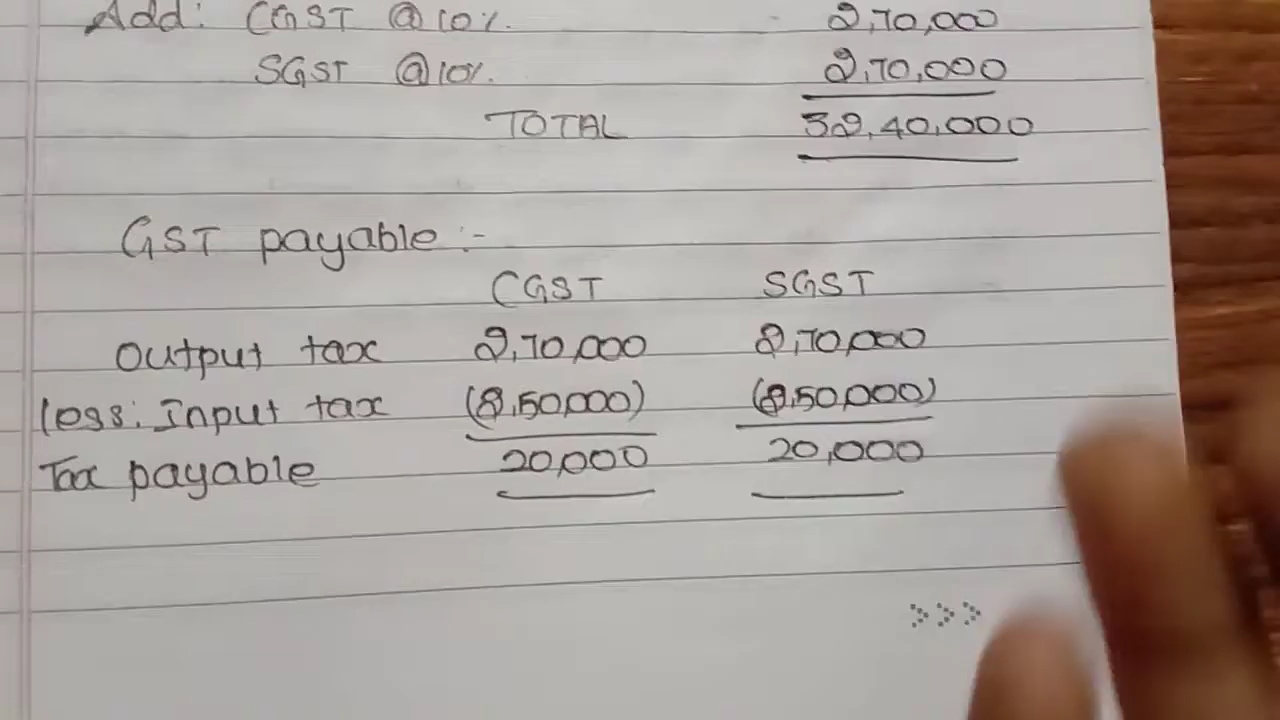 Add: CGST @10% 2,70,000
SGST @10% 2,70,000
TOTAL 32,40,000
GST payable :-
CGST SGST
Output tax 2,70,000 2,70,000
less: Input tax (2,50,000) (2,50,000)
Tax payable 20,000 20,000